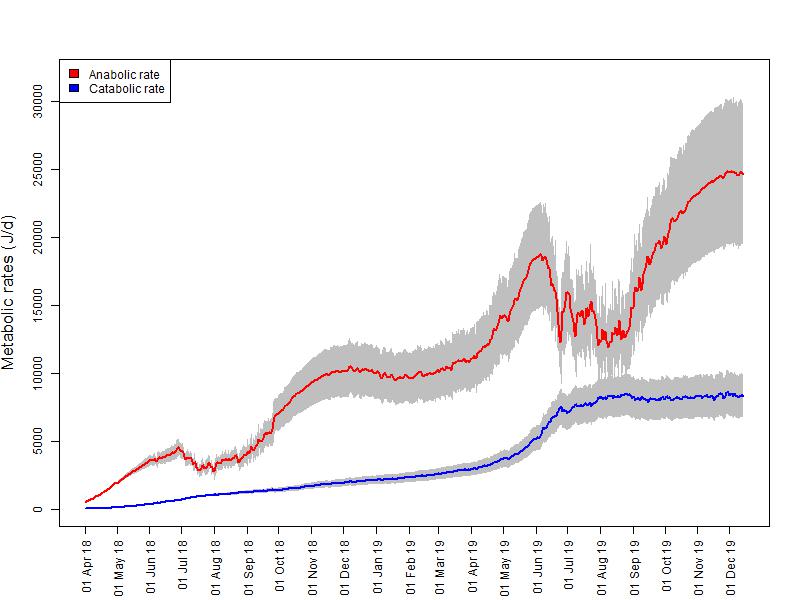 Anabolic rate
Catabolic rate
Metabolic rates (J/d)
30000
25000
20000
15000
10000
5000
0
01 Apr 18
01 May 18
01 Jun 18
01 Jul 18
01 Aug 18
01 Sep 18
01 Oct 18
01 Nov 18
01 Dec 18
01 Jan 19
01 Feb 19
01 Mar 19
01 Apr 19
01 May 19
01 Jun 19
01 Jul 19
01 Aug 19
01 Sep 19
01 Oct 19
01 Nov 19
01 Dec 19